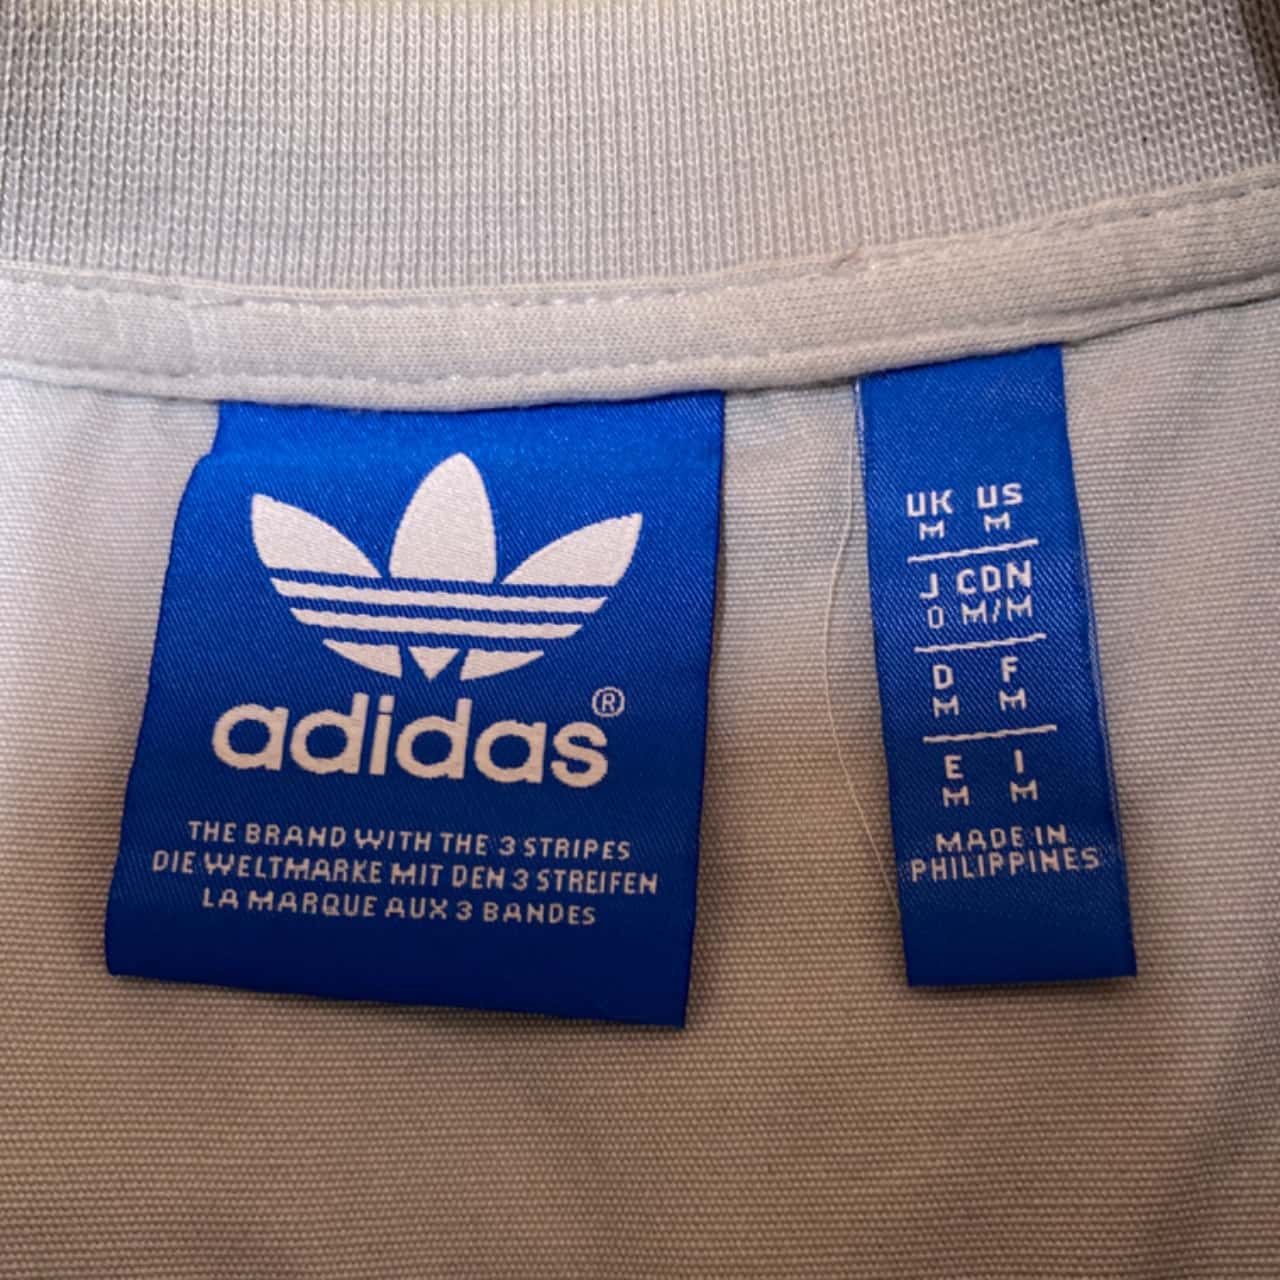 adidas®
THE BRAND WITH THE 3 STRIPES
DIE WELTMARKE MIT DEN 3 STREIFEN
LA MARQUE AUX 3 BANDES
UK US
M M
J CDN
O M/M
D F
M M
E I
M M
MADE IN
PHILIPPINES